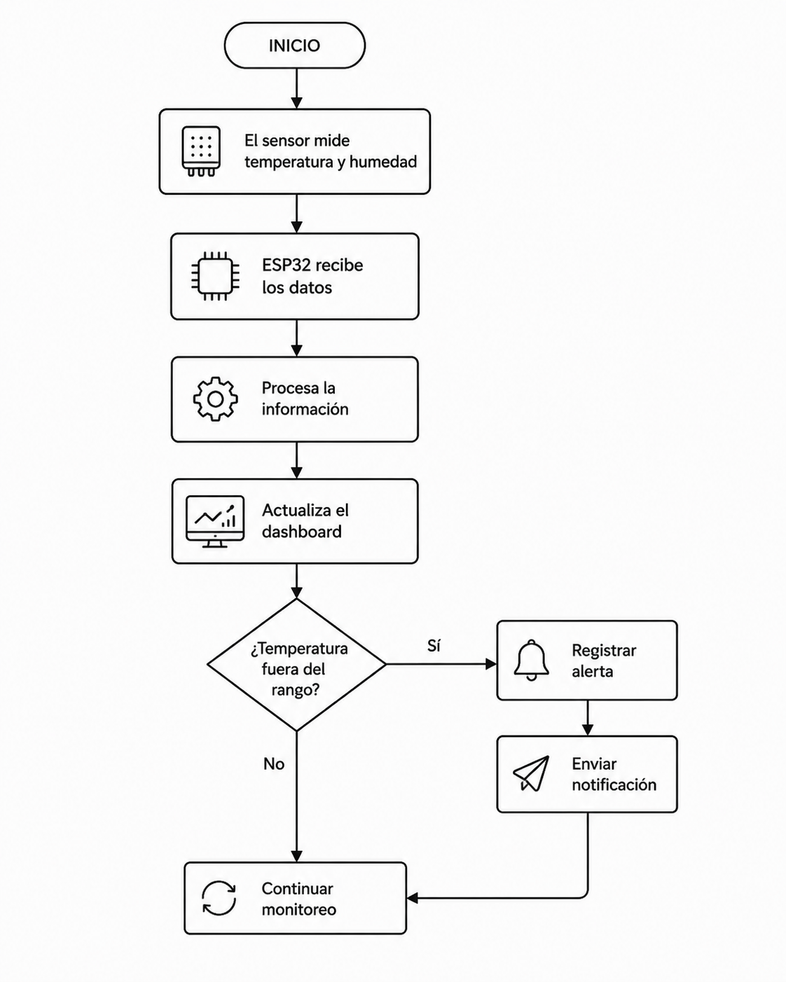 INICIO
El sensor mide
temperatura y humedad
ESP32 recibe
los datos
Procesa la
información
Actualiza el
dashboard
¿Temperatura
fuera del
rango?
Sí
Registrar
alerta
Enviar
notificación
No
Continuar
monitoreo